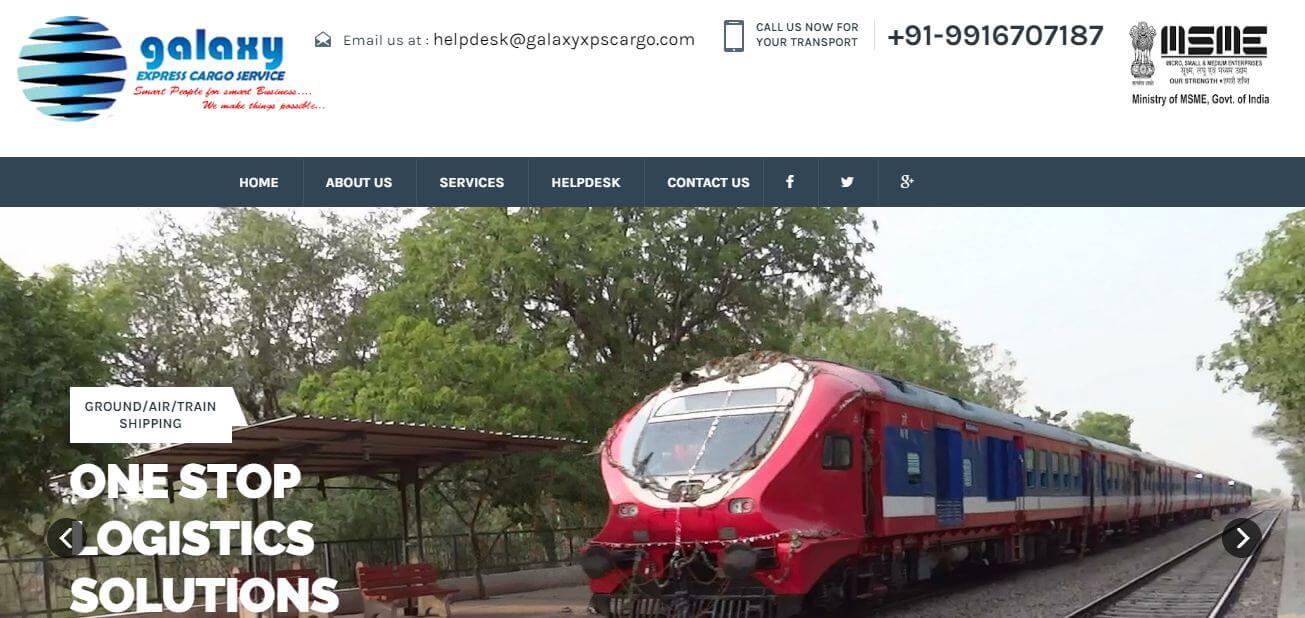 galaxy
EXPRESS CARGO SERVICE
Smart People for smart Business....
We make things possible...
Email us at : helpdesk@galaxyxpscargo.com
CALL US NOW FOR
YOUR TRANSPORT
+91-9916707187
MSME
MICRO, SMALL & MEDIUM ENTERPRISES
सूक्ष्म, लघु एवं मध्यम उद्यम
OUR STRENGTH • हमारी शक्ति
Ministry of MSME, Govt. of India
HOME
ABOUT US
SERVICES
HELPDESK
CONTACT US
GROUND/AIR/TRAIN
SHIPPING
ONE STOP
LOGISTICS
SOLUTIONS